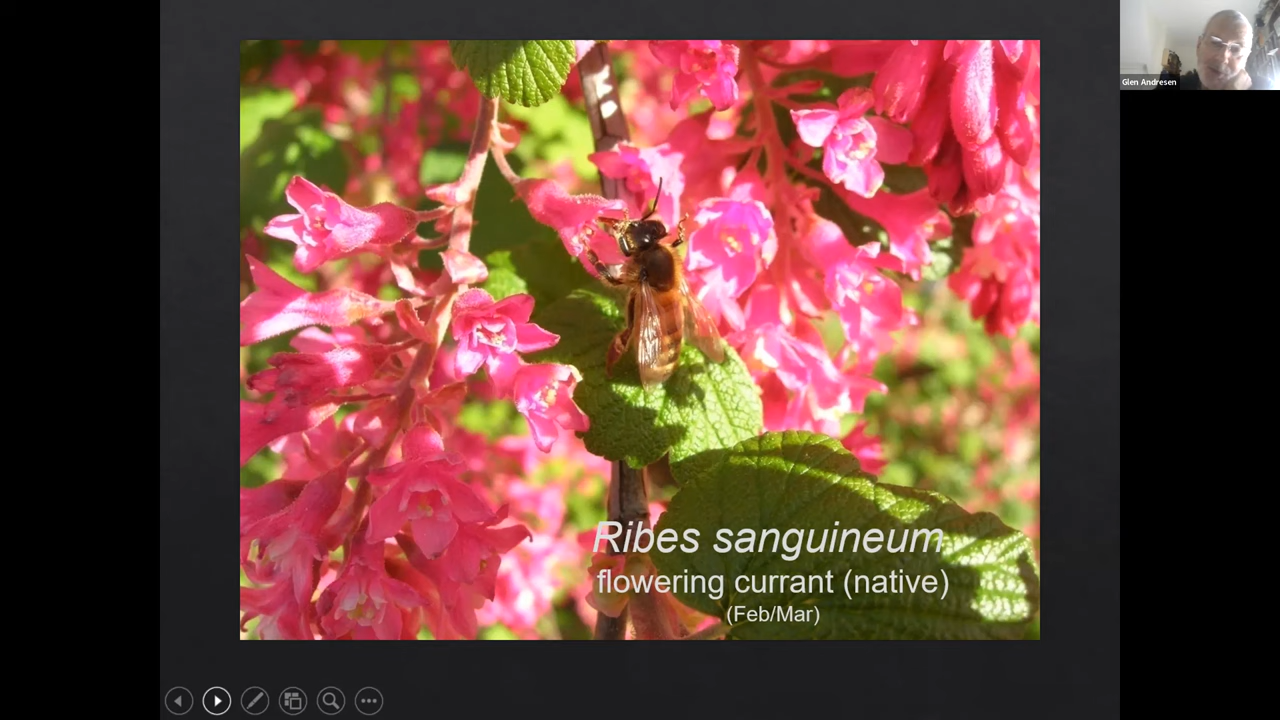 Glen Andresen
Ribes sanguineum
flowering currant (native)
(Feb/Mar)